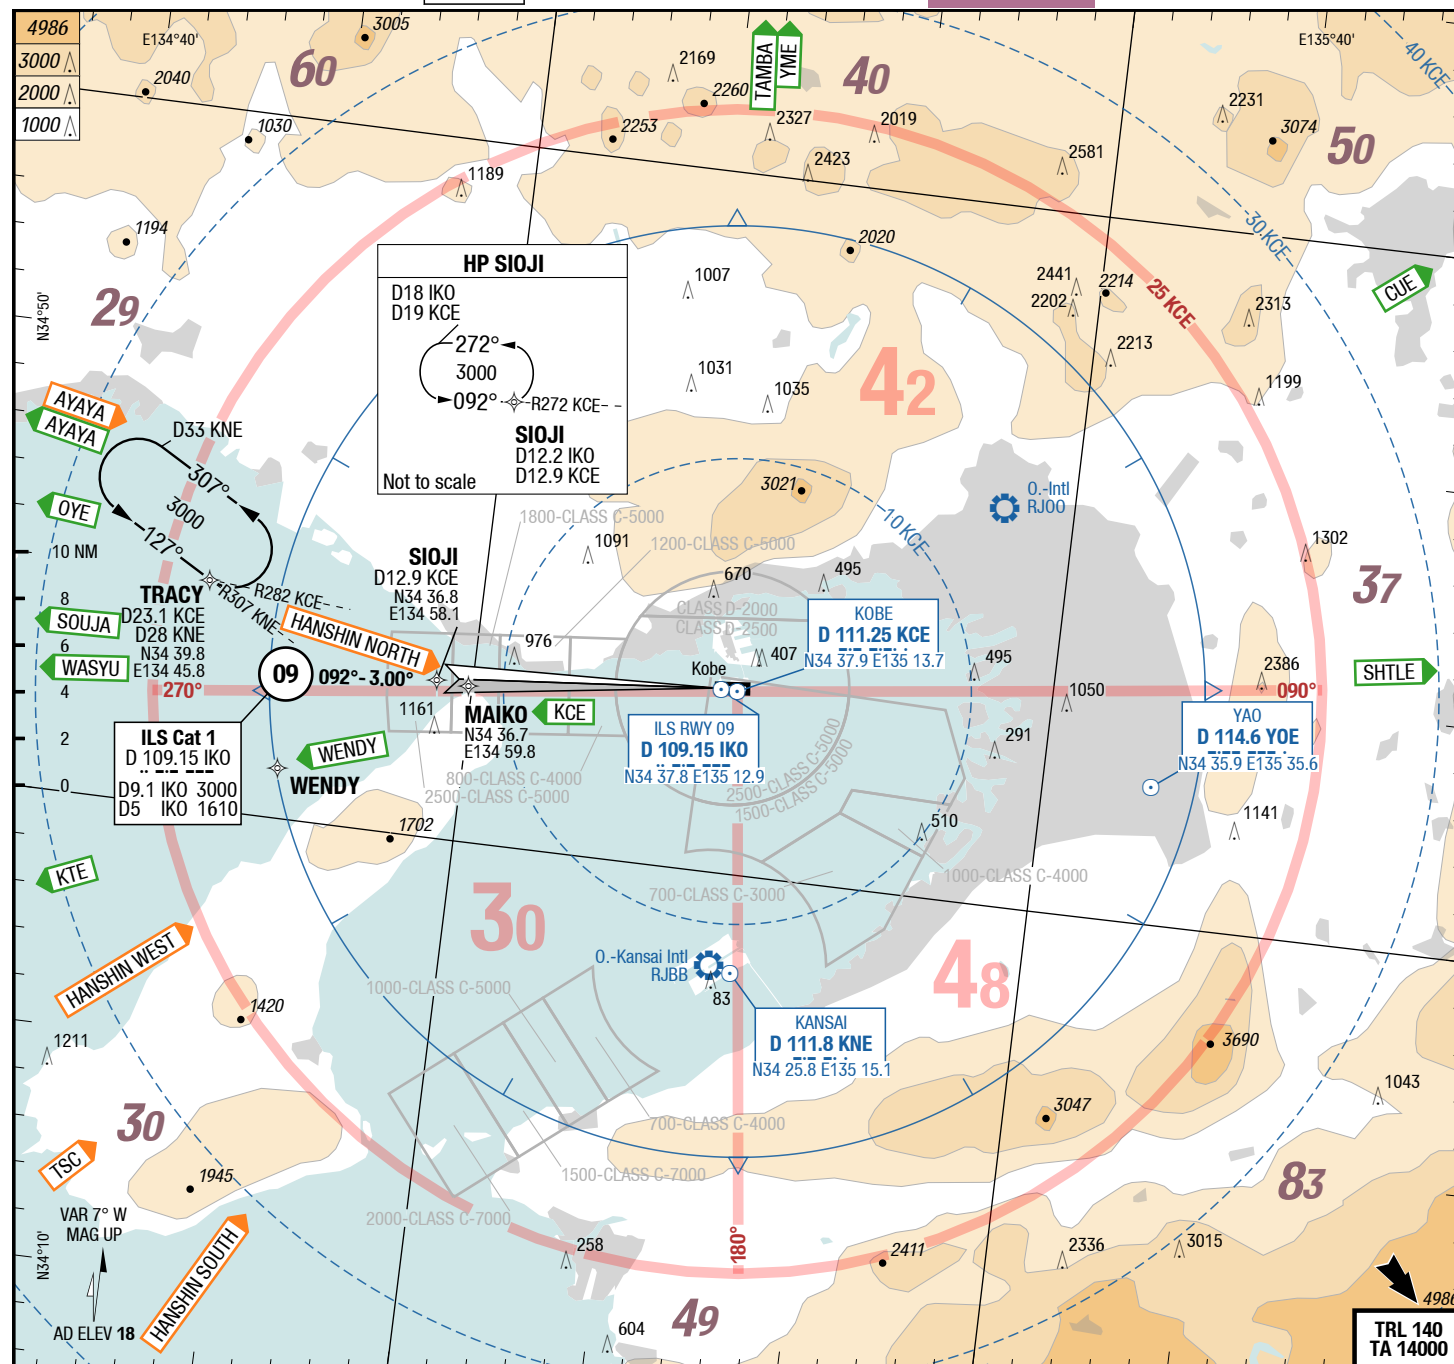 4986
3000
2000
1000
E134°40'
3005
2040
60
1030
2169
2260
2253
TAMBA
YME
40
2327
2019
2423
2581
E135°40'
40 KCE
2231
3074
50
1189
1194
29
N34°50'
2020
30 KCE
25 KCE
CUE
HP SIOJI
D18 IKO
D19 KCE
272°
3000
092°
R272 KCE
SIOJI
D12.2 IKO
D12.9 KCE
Not to scale
1007
1031
1035
42
2441
2202
2214
2213
2313
1199
AYAYA
AYAYA
D33 KNE
307°
3000
127°
OYE
10 NM
8
6
4
2
0
3021
10 KCE
O.-Intl
RJOO
1302
37
1800-CLASS C-5000
1200-CLASS C-5000
1091
670
495
CLASS D-2000
CLASS D-2500
SIOJI
D12.9 KCE
N34 36.8
E134 58.1
TRACY
D23.1 KCE
D28 KNE
N34 39.8
E134 45.8
R282 KCE
R307 KNE
SOUJA
WASYU
HANSHIN NORTH
976
407
Kobe
KOBE
D 111.25 KCE
N34 37.9 E135 13.7
495
2386
SHTLE
270°
09
092°- 3.00°
090°
1050
1161
MAIKO
N34 36.7
E134 59.8
KCE
ILS RWY 09
D 109.15 IKO
N34 37.8 E135 12.9
291
YAO
D 114.6 YOE
N34 35.9 E135 35.6
ILS Cat 1
D 109.15 IKO
D9.1 IKO 3000
D5 IKO 1610
WENDY
WENDY
800-CLASS C-4000
2500-CLASS C-5000
2500-CLASS C-5000
1500-CLASS C-5000
1702
510
1141
KTE
1000-CLASS C-4000
700-CLASS C-3000
30
HANSHIN WEST
O.-Kansai Intl
RJBB
83
48
1420
1000-CLASS C-5000
KANSAI
D 111.8 KNE
N34 25.8 E135 15.1
3690
1211
1043
3047
30
700-CLASS C-4000
TSC
1945
1500-CLASS C-7000
83
VAR 7° W
MAG UP
2000-CLASS C-7000
N34°10'
HANSHIN SOUTH
258
180°
2411
2336
3015
4986
AD ELEV 18
604
49
TRL 140
TA 14000